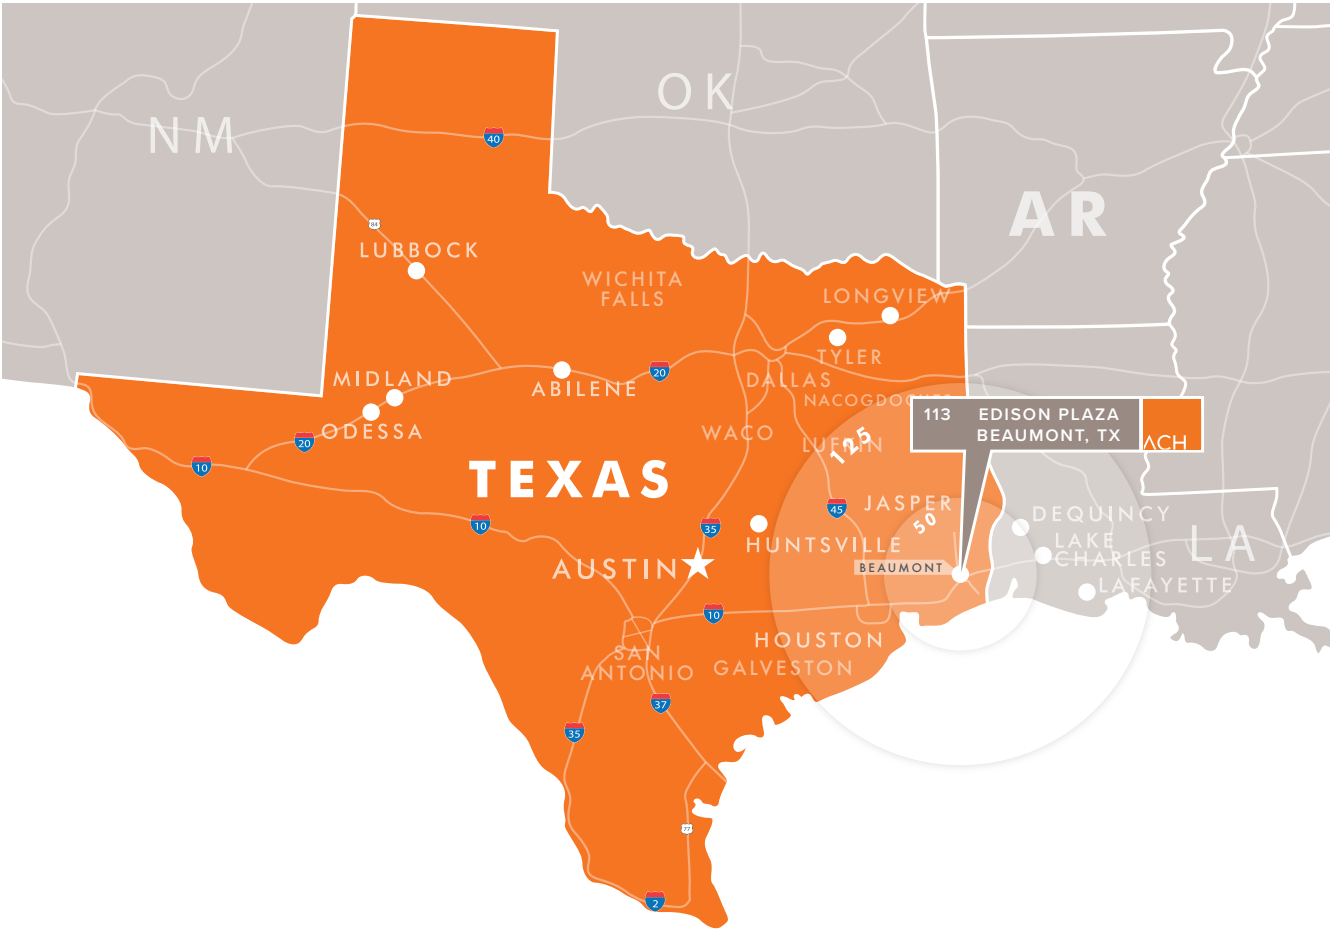 OK
NM
40
AR
84
LUBBOCK
WICHITA
FALLS
LONGVIEW
TYLER
MIDLAND
20
DALLAS
ABILENE
NACOGDOCHES
113 EDISON PLAZA
BEAUMONT, TX
ACH
ODESSA
20
WACO
125
LUFKIN
10
TEXAS
JASPER
45
50
10
35
DEQUINCY
HUNTSVILLE
LAKE
CHARLES
LA
AUSTIN
BEAUMONT
LAFAYETTE
10
HOUSTON
SAN
ANTONIO
GALVESTON
37
35
77
2